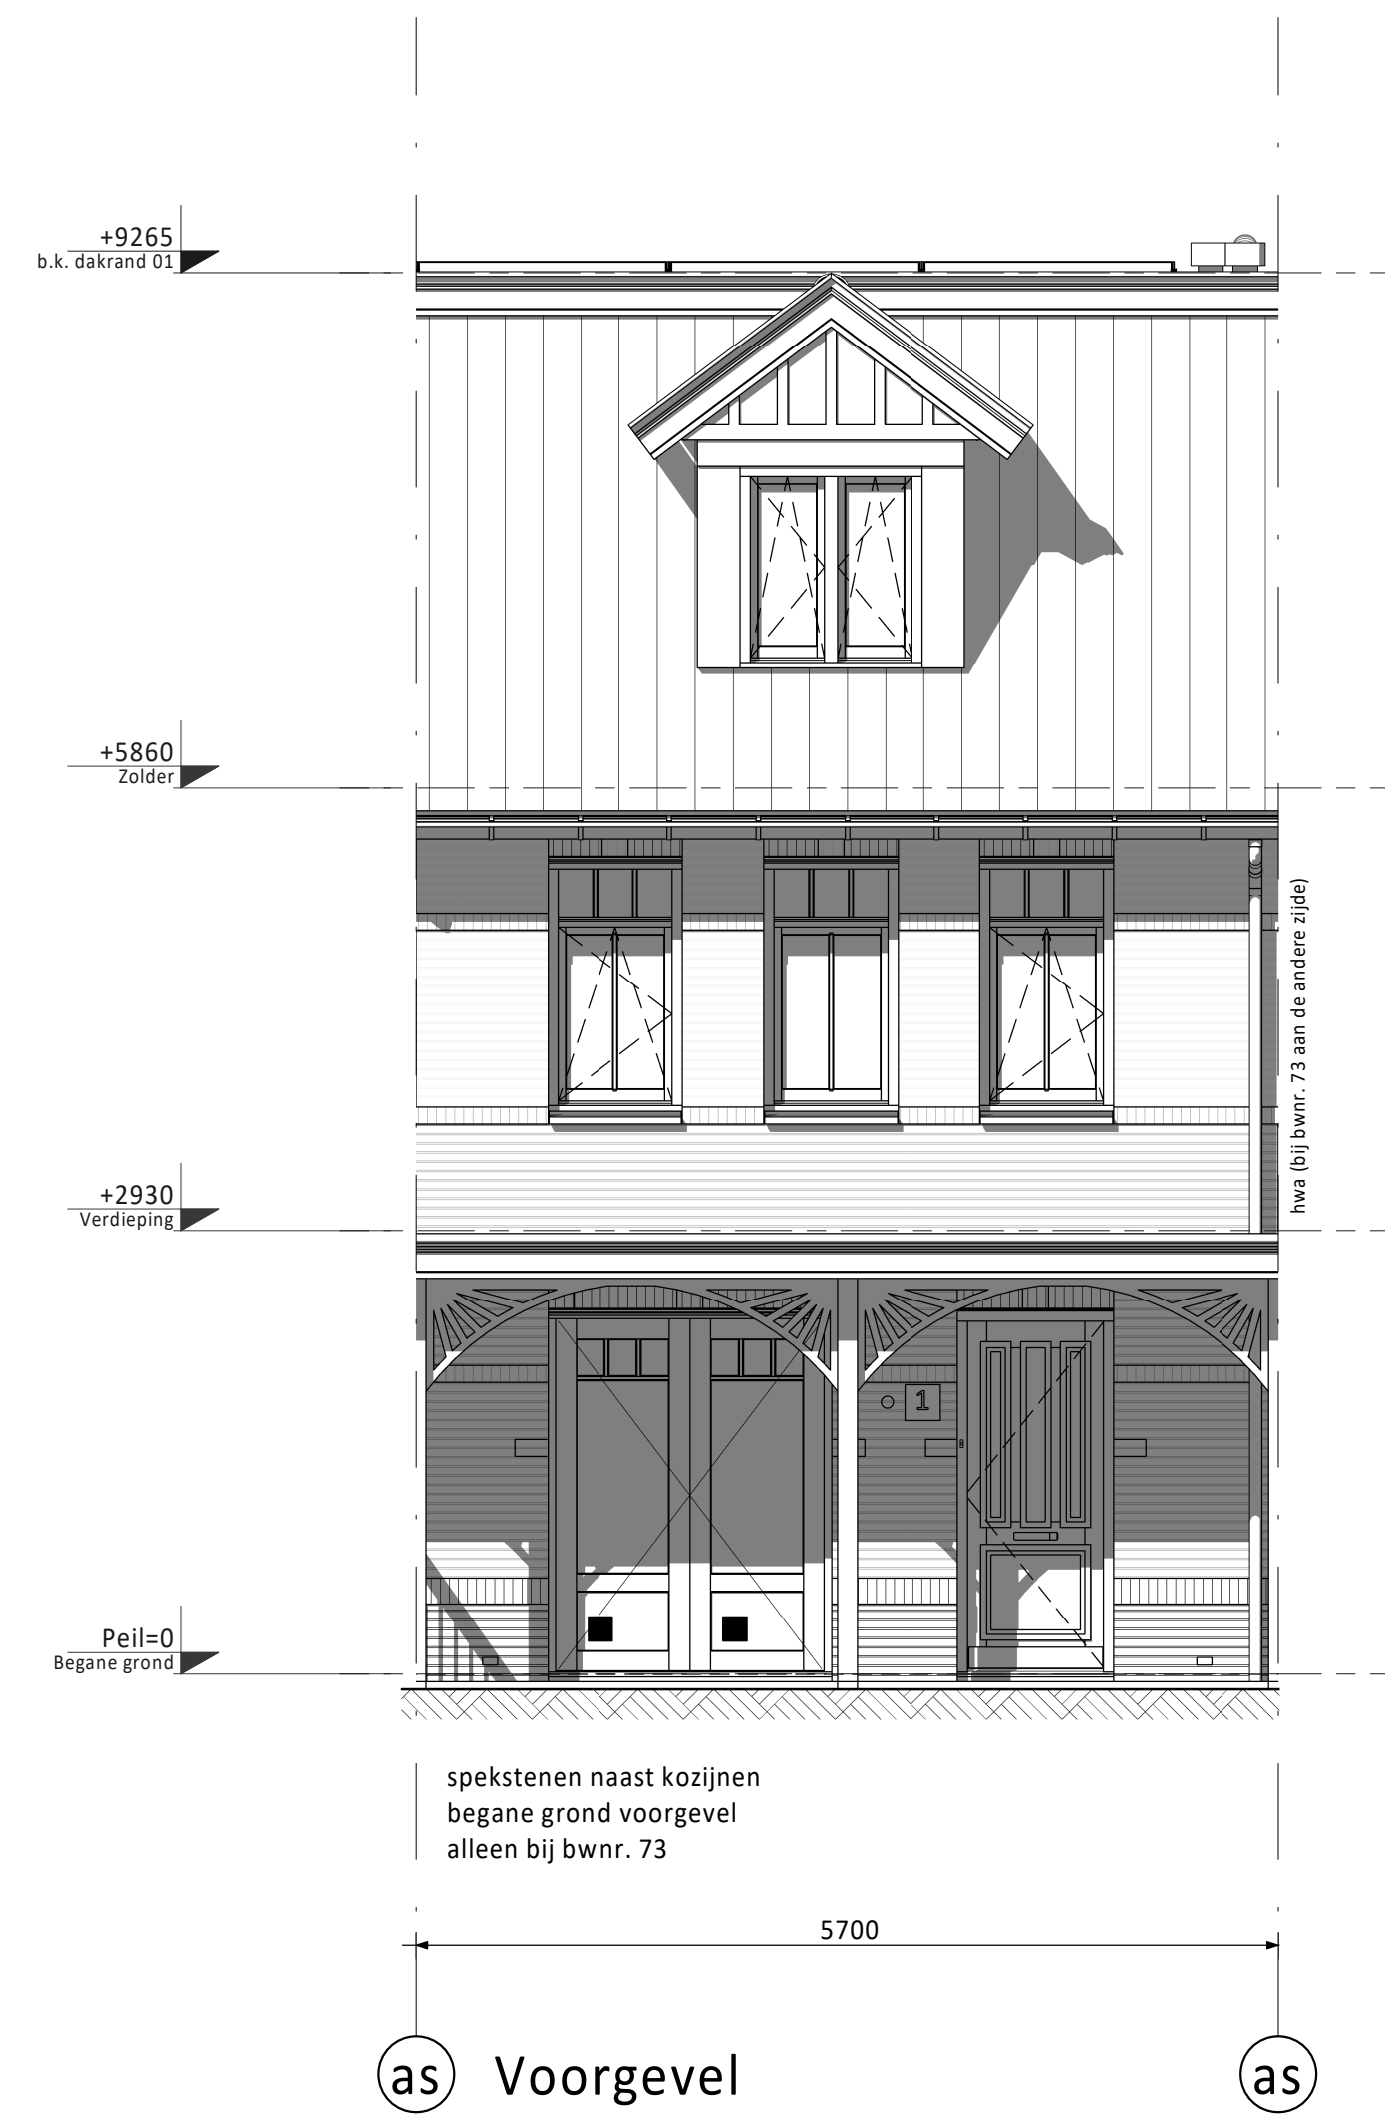 +9265
b.k. dakrand 01
+5860
Zolder
hwa (bij bwnr. 73 aan de andere zijde)
+2930
Verdieping
1
Peil=0
Begane grond
spekstenen naast kozijnen
begane grond voorgevel
alleen bij bwnr. 73
5700
as
Voorgevel
as